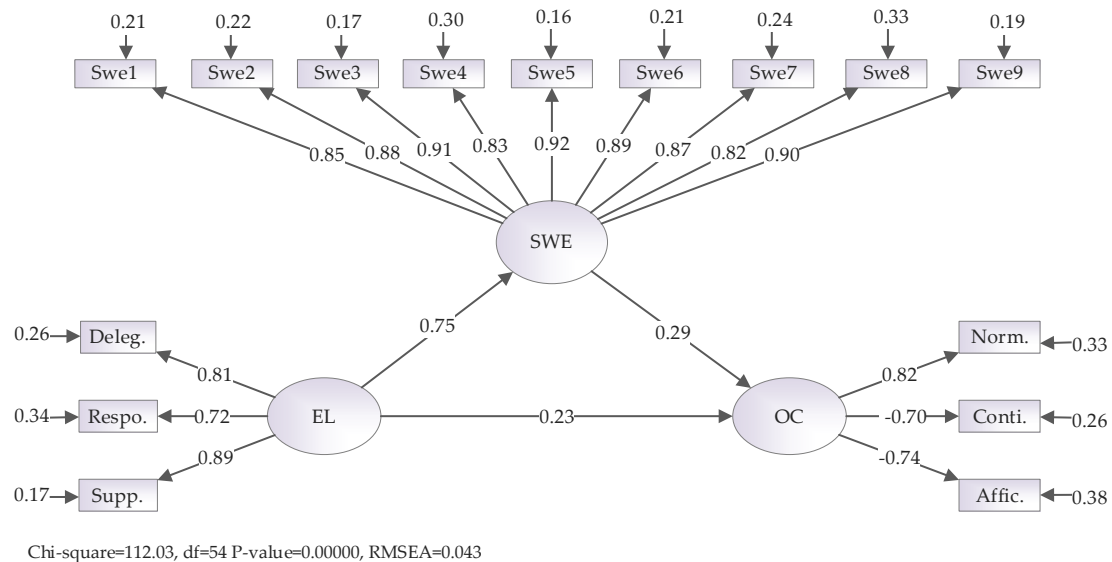 0.21 0.22 0.17 0.30 0.16 0.21 0.24 0.33 0.19
Swe1 Swe2 Swe3 Swe4 Swe5 Swe6 Swe7 Swe8 Swe9
0.85 0.88 0.91 0.83 0.92 0.89 0.87 0.82 0.90
SWE
0.75 0.29
0.26 Deleg. Norm. 0.33
0.81 0.82
0.34 Respo. 0.72 EL 0.23 OC -0.70 Conti. 0.26
0.89 -0.74
0.17 Supp. Affic. 0.38
Chi-square=112.03, df=54 P-value=0.00000, RMSEA=0.043